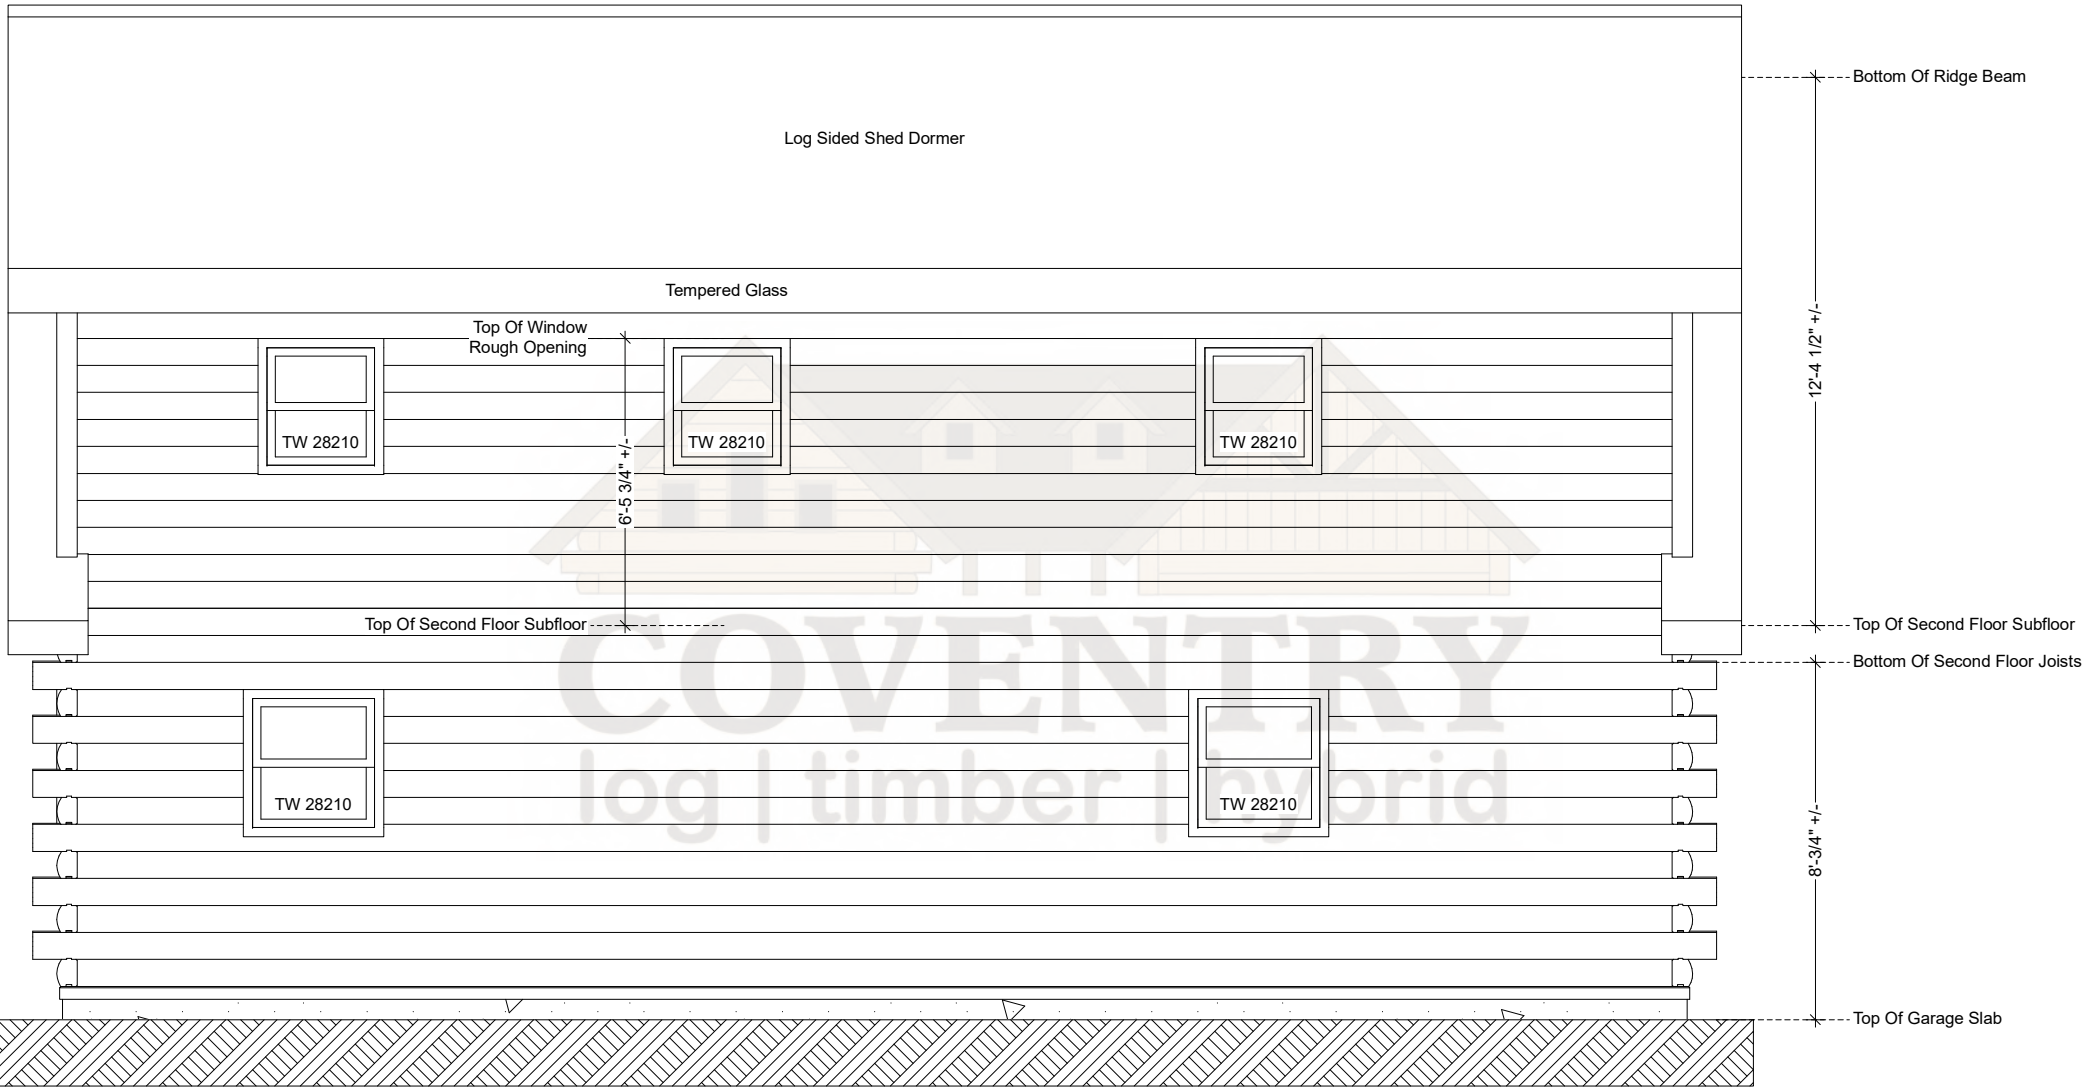 Bottom Of Ridge Beam
Log Sided Shed Dormer
Tempered Glass
Top Of Window
Rough Opening
12'-4 1/2" +/-
TW 28210
TW 28210
TW 28210
6'-5 3/4" +/-
Top Of Second Floor Subfloor
Top Of Second Floor Subfloor
Bottom Of Second Floor Joists
COVENTRY
log | timber | hybrid
TW 28210
TW 28210
8'-3/4" +/-
Top Of Garage Slab